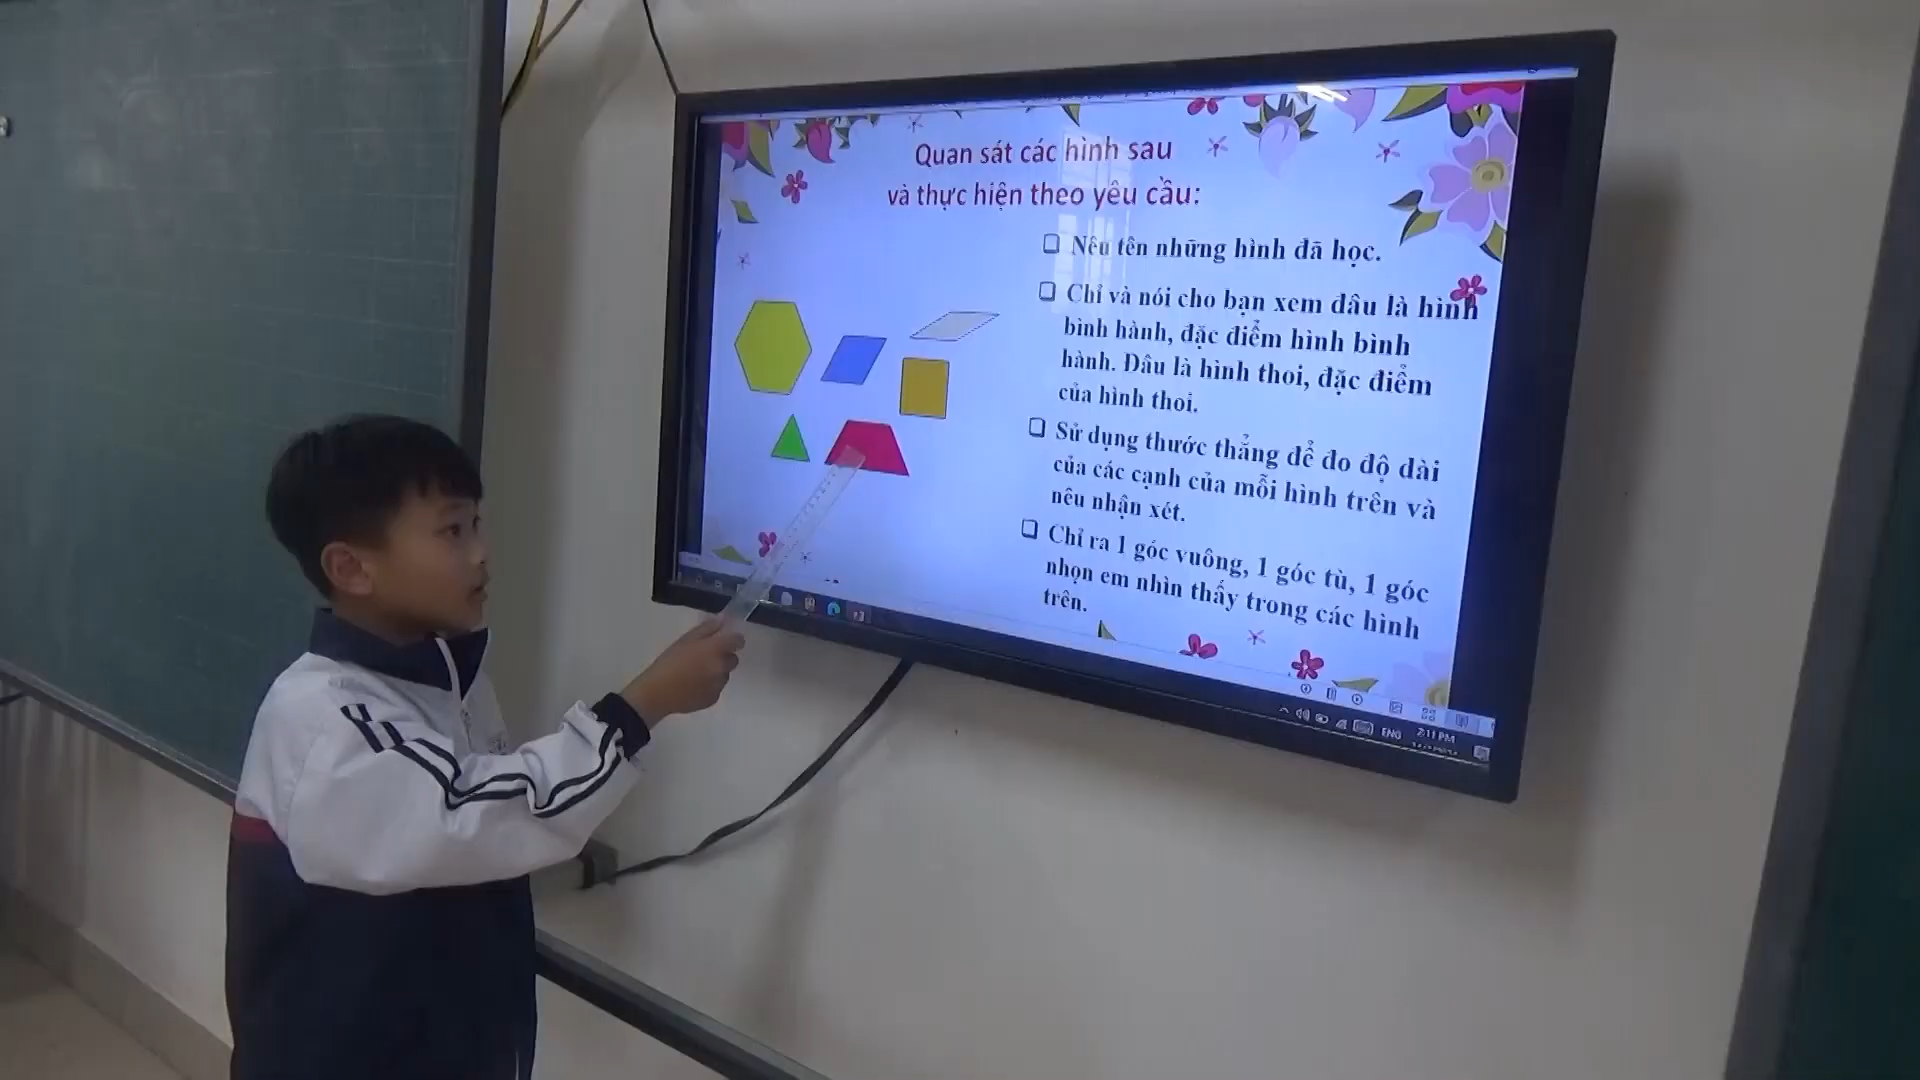 Quan sát các hình sau
và thực hiện theo yêu cầu:
❑ Nêu tên những hình đã học.
❑ Chỉ và nói cho bạn xem đâu là hình
bình hành, đặc điểm hình bình
hành. Đâu là hình thoi, đặc điểm
của hình thoi.
❑ Sử dụng thước thẳng để đo độ dài
của các cạnh của mỗi hình trên và
nêu nhận xét.
❑ Chỉ ra 1 góc vuông, 1 góc tù, 1 góc
nhọn em nhìn thấy trong các hình
trên.
ENG
2:11 PM